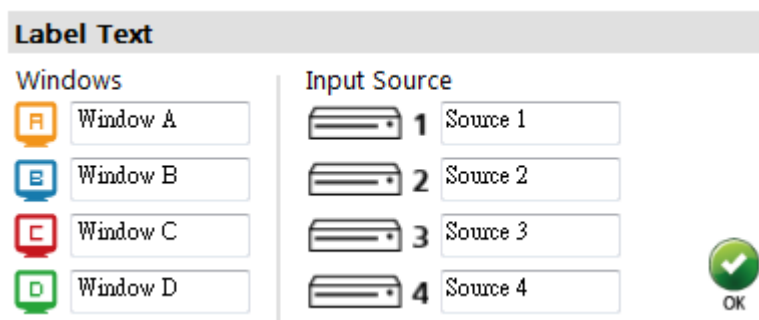 Label Text
Windows
Input Source
A Window A
1 Source 1
B Window B
2 Source 2
C Window C
3 Source 3
D Window D
4 Source 4
OK